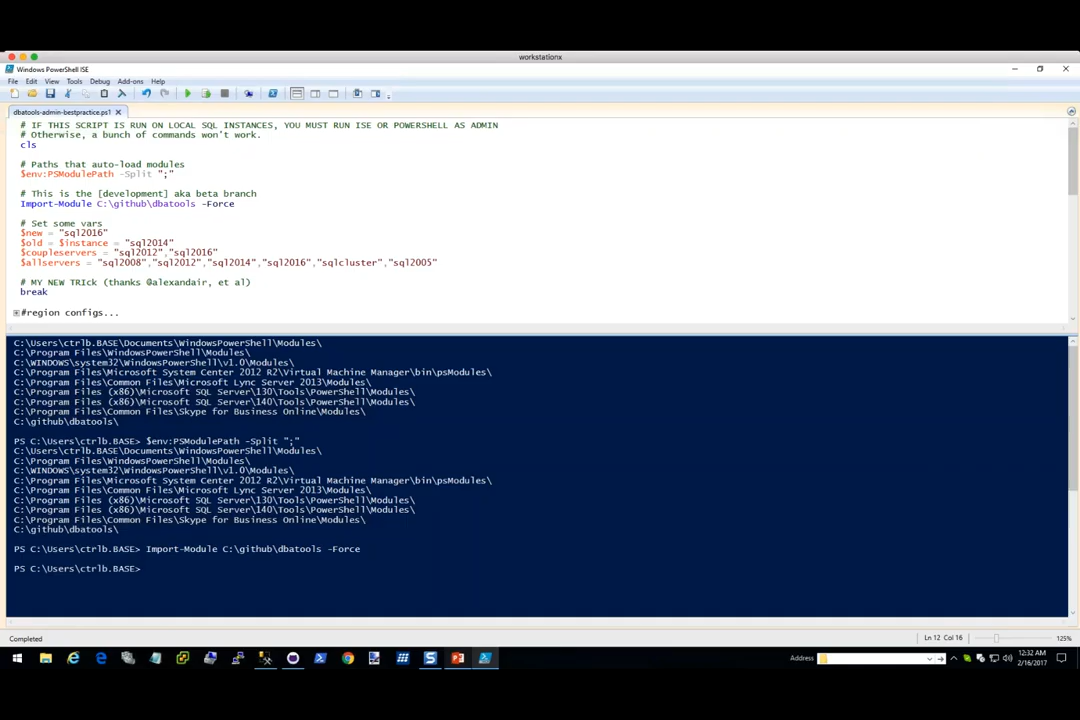 workstationx
Windows PowerShell ISE
File Edit View Tools Debug Add-ons Help
dbatools-admin-bestpractice.ps1
# IF THIS SCRIPT IS RUN ON LOCAL SQL INSTANCES, YOU MUST RUN ISE OR POWERSHELL AS ADMIN
# Otherwise, a bunch of commands won't work.
cls
# Paths that auto-load modules
$env:PSModulePath -Split ";"
# This is the [development] aka beta branch
Import-Module C:\github\dbatools -Force
# Set some vars
$new = "sql2016"
$old = $instance = "sql2014"
$coupleservers = "sql2012","sql2016"
$allservers = "sql2008","sql2012","sql2014","sql2016","sqlcluster","sql2005"
# MY NEW TRIck (thanks @alexandair, et al)
break
#region configs...
C:\Users\ctrlb.BASE\Documents\WindowsPowerShell\Modules\
C:\Program Files\WindowsPowerShell\Modules\
C:\WINDOWS\system32\WindowsPowerShell\v1.0\Modules\
C:\Program Files\Microsoft System Center 2012 R2\Virtual Machine Manager\bin\psModules\
C:\Program Files\Common Files\Microsoft Lync Server 2013\Modules\
C:\Program Files (x86)\Microsoft SQL Server\130\Tools\PowerShell\Modules\
C:\Program Files (x86)\Microsoft SQL Server\140\Tools\PowerShell\Modules\
C:\Program Files\Common Files\Skype for Business Online\Modules\
C:\github\dbatools\
PS C:\Users\ctrlb.BASE> $env:PSModulePath -Split ";"
C:\Users\ctrlb.BASE\Documents\WindowsPowerShell\Modules\
C:\Program Files\WindowsPowerShell\Modules\
C:\WINDOWS\system32\WindowsPowerShell\v1.0\Modules\
C:\Program Files\Microsoft System Center 2012 R2\Virtual Machine Manager\bin\psModules\
C:\Program Files\Common Files\Microsoft Lync Server 2013\Modules\
C:\Program Files (x86)\Microsoft SQL Server\130\Tools\PowerShell\Modules\
C:\Program Files (x86)\Microsoft SQL Server\140\Tools\PowerShell\Modules\
C:\Program Files\Common Files\Skype for Business Online\Modules\
C:\github\dbatools\
PS C:\Users\ctrlb.BASE> Import-Module C:\github\dbatools -Force
PS C:\Users\ctrlb.BASE>
Completed
Ln 12 Col 16
125%
Address
12:32 AM
2/16/2017